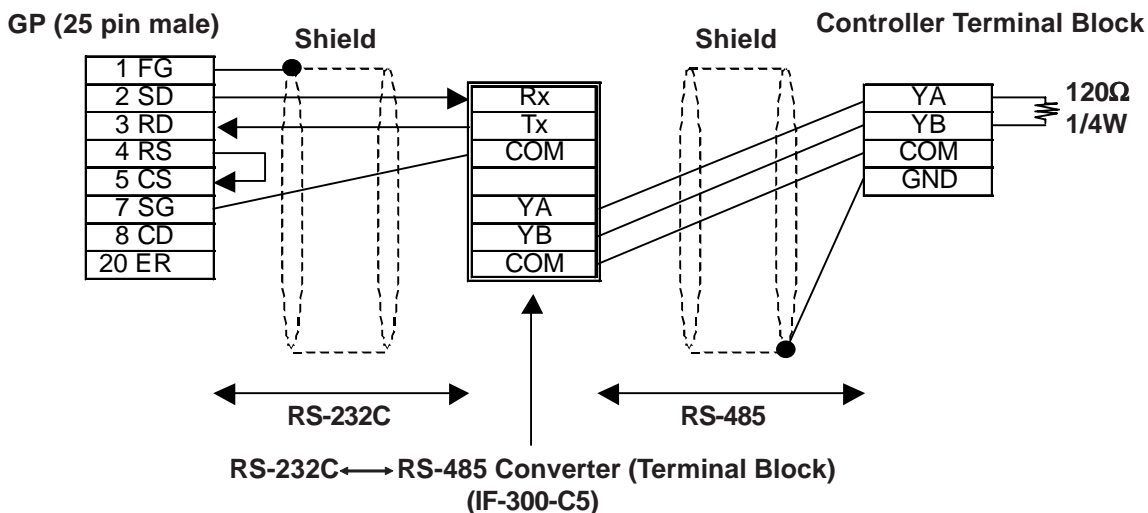 GP (25 pin male)
Shield
Shield
Controller Terminal Block
1 FG
2 SD
3 RD
4 RS
5 CS
7 SG
8 CD
20 ER
Rx
Tx
COM
YA
YB
COM
YA
YB
COM
GND
120Ω
1/4W
RS-232C
RS-485
RS-232C ↔ RS-485 Converter (Terminal Block)
(IF-300-C5)